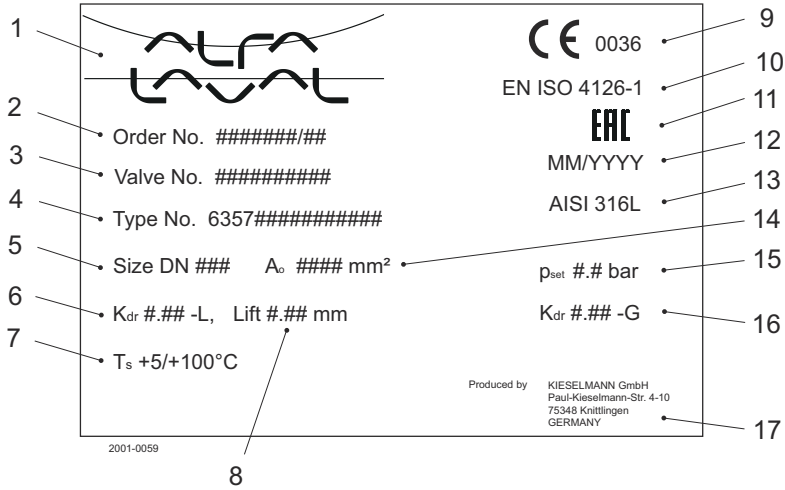 1
ALFA
LAVAL
2
Order No. #######/##
3
Valve No. ##########
4
Type No. 6357###########
5
Size DN ### Ao #### mm²
6
Kdr #.## -L, Lift #.## mm
7
Ts +5/+100°C
8
CE 0036
9
EN ISO 4126-1
10
EAC
11
MM/YYYY
12
AISI 316L
13
14
pset #.# bar
15
Kdr #.## -G
16
Produced by KIESELMANN GmbH
Paul-Kieselmann-Str. 4-10
75348 Knittlingen
GERMANY
17
2001-0059